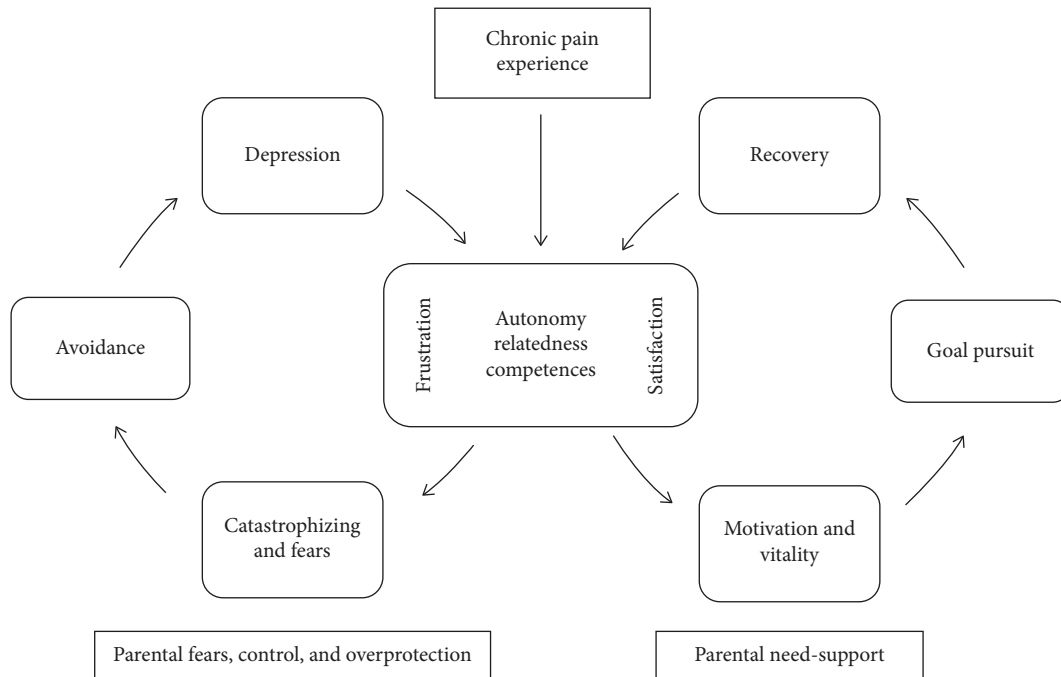 Chronic pain
experience
Depression
Recovery
Avoidance
Frustration
Autonomy
relatedness
competences
Satisfaction
Goal pursuit
Catastrophizing
and fears
Motivation and
vitality
Parental fears, control, and overprotection
Parental need-support